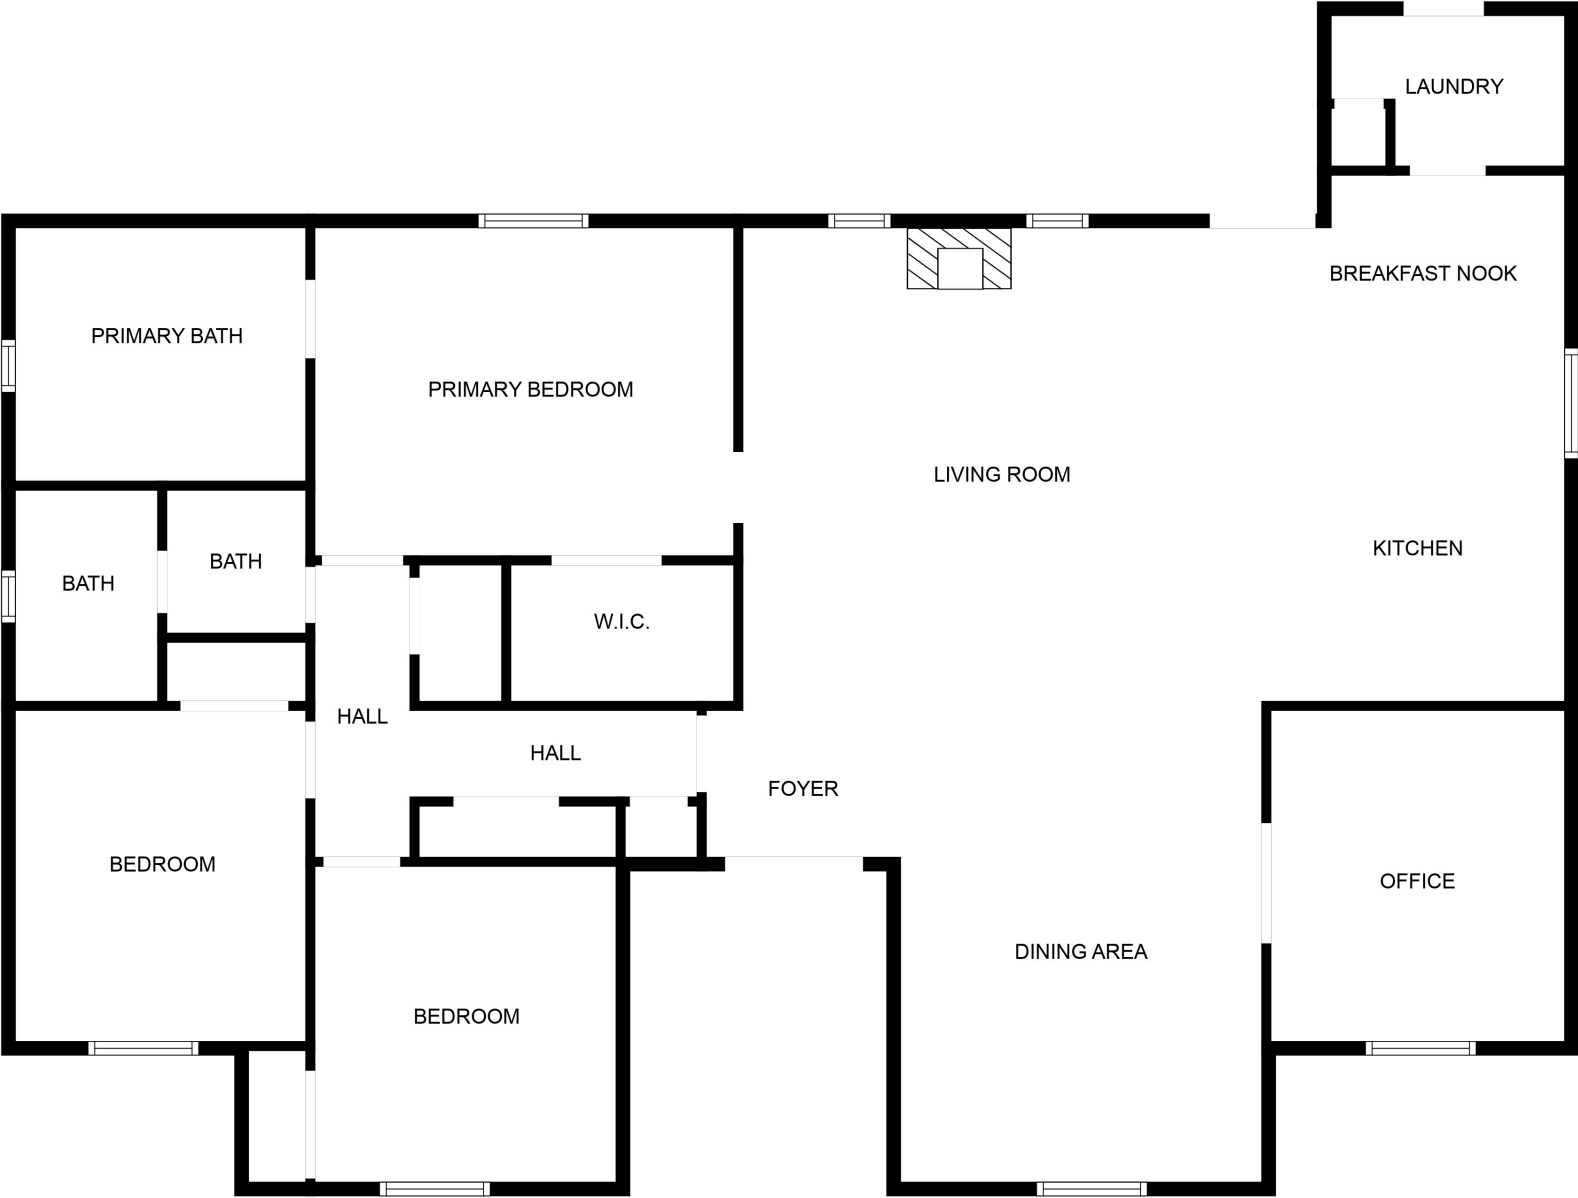 LAUNDRY
BREAKFAST NOOK
PRIMARY BATH
PRIMARY BEDROOM
LIVING ROOM
KITCHEN
BATH
BATH
W.I.C.
HALL
HALL
FOYER
BEDROOM
OFFICE
DINING AREA
BEDROOM